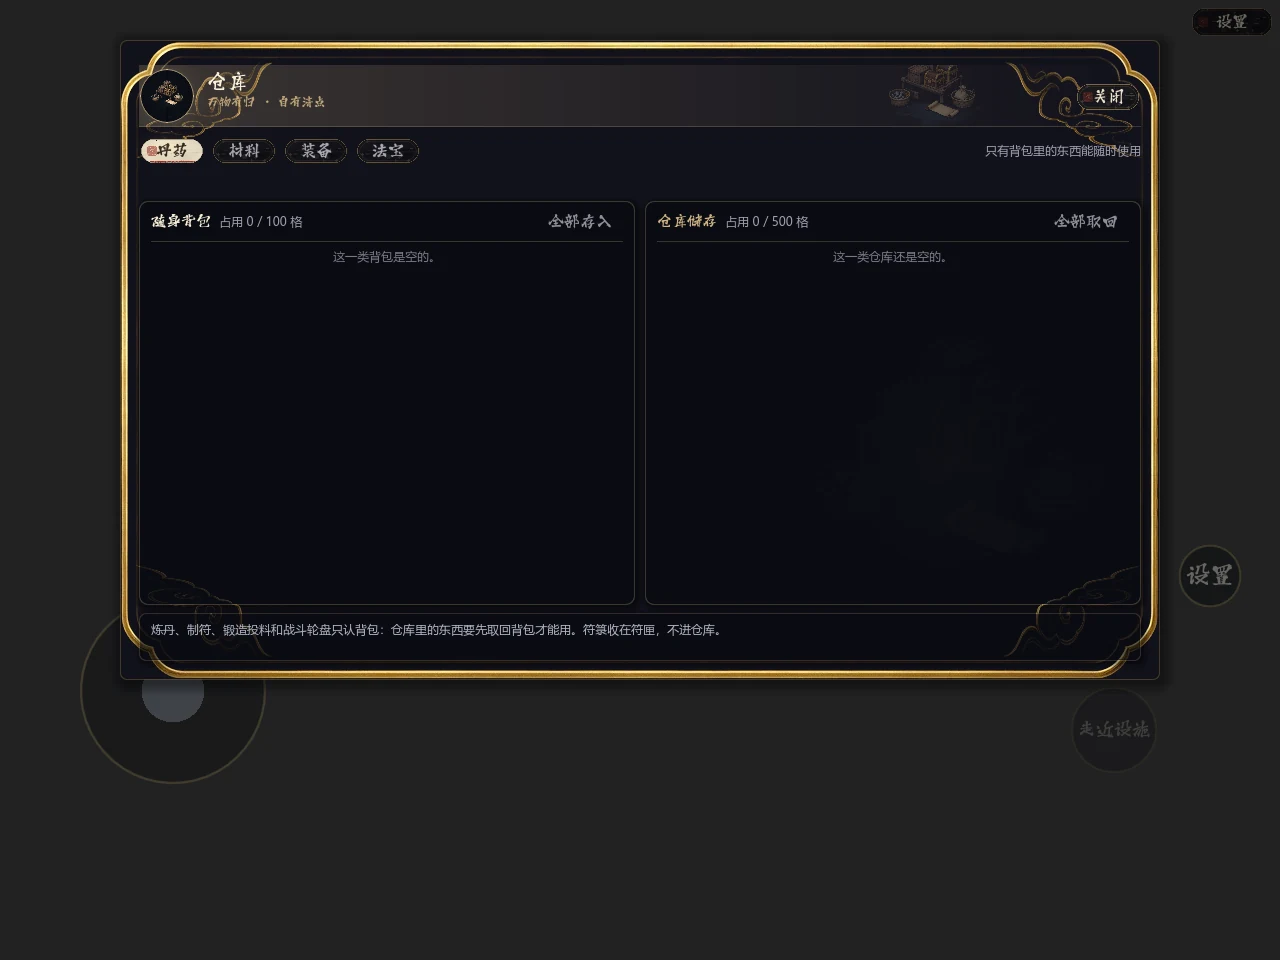 设置
仓库
万物有归 · 自有清点
关闭
丹药 材料 装备 法宝
只有背包里的东西能随时使用
随身背包 占用 0 / 100 格 全部存入
仓库储存 占用 0 / 500 格 全部取回
这一类背包是空的。
这一类仓库还是空的。
设置
炼丹、制符、锻造投料和战斗轮盘只认背包：仓库里的东西要先取回背包才能用。符箓收在符匣，不进仓库。
走近设施